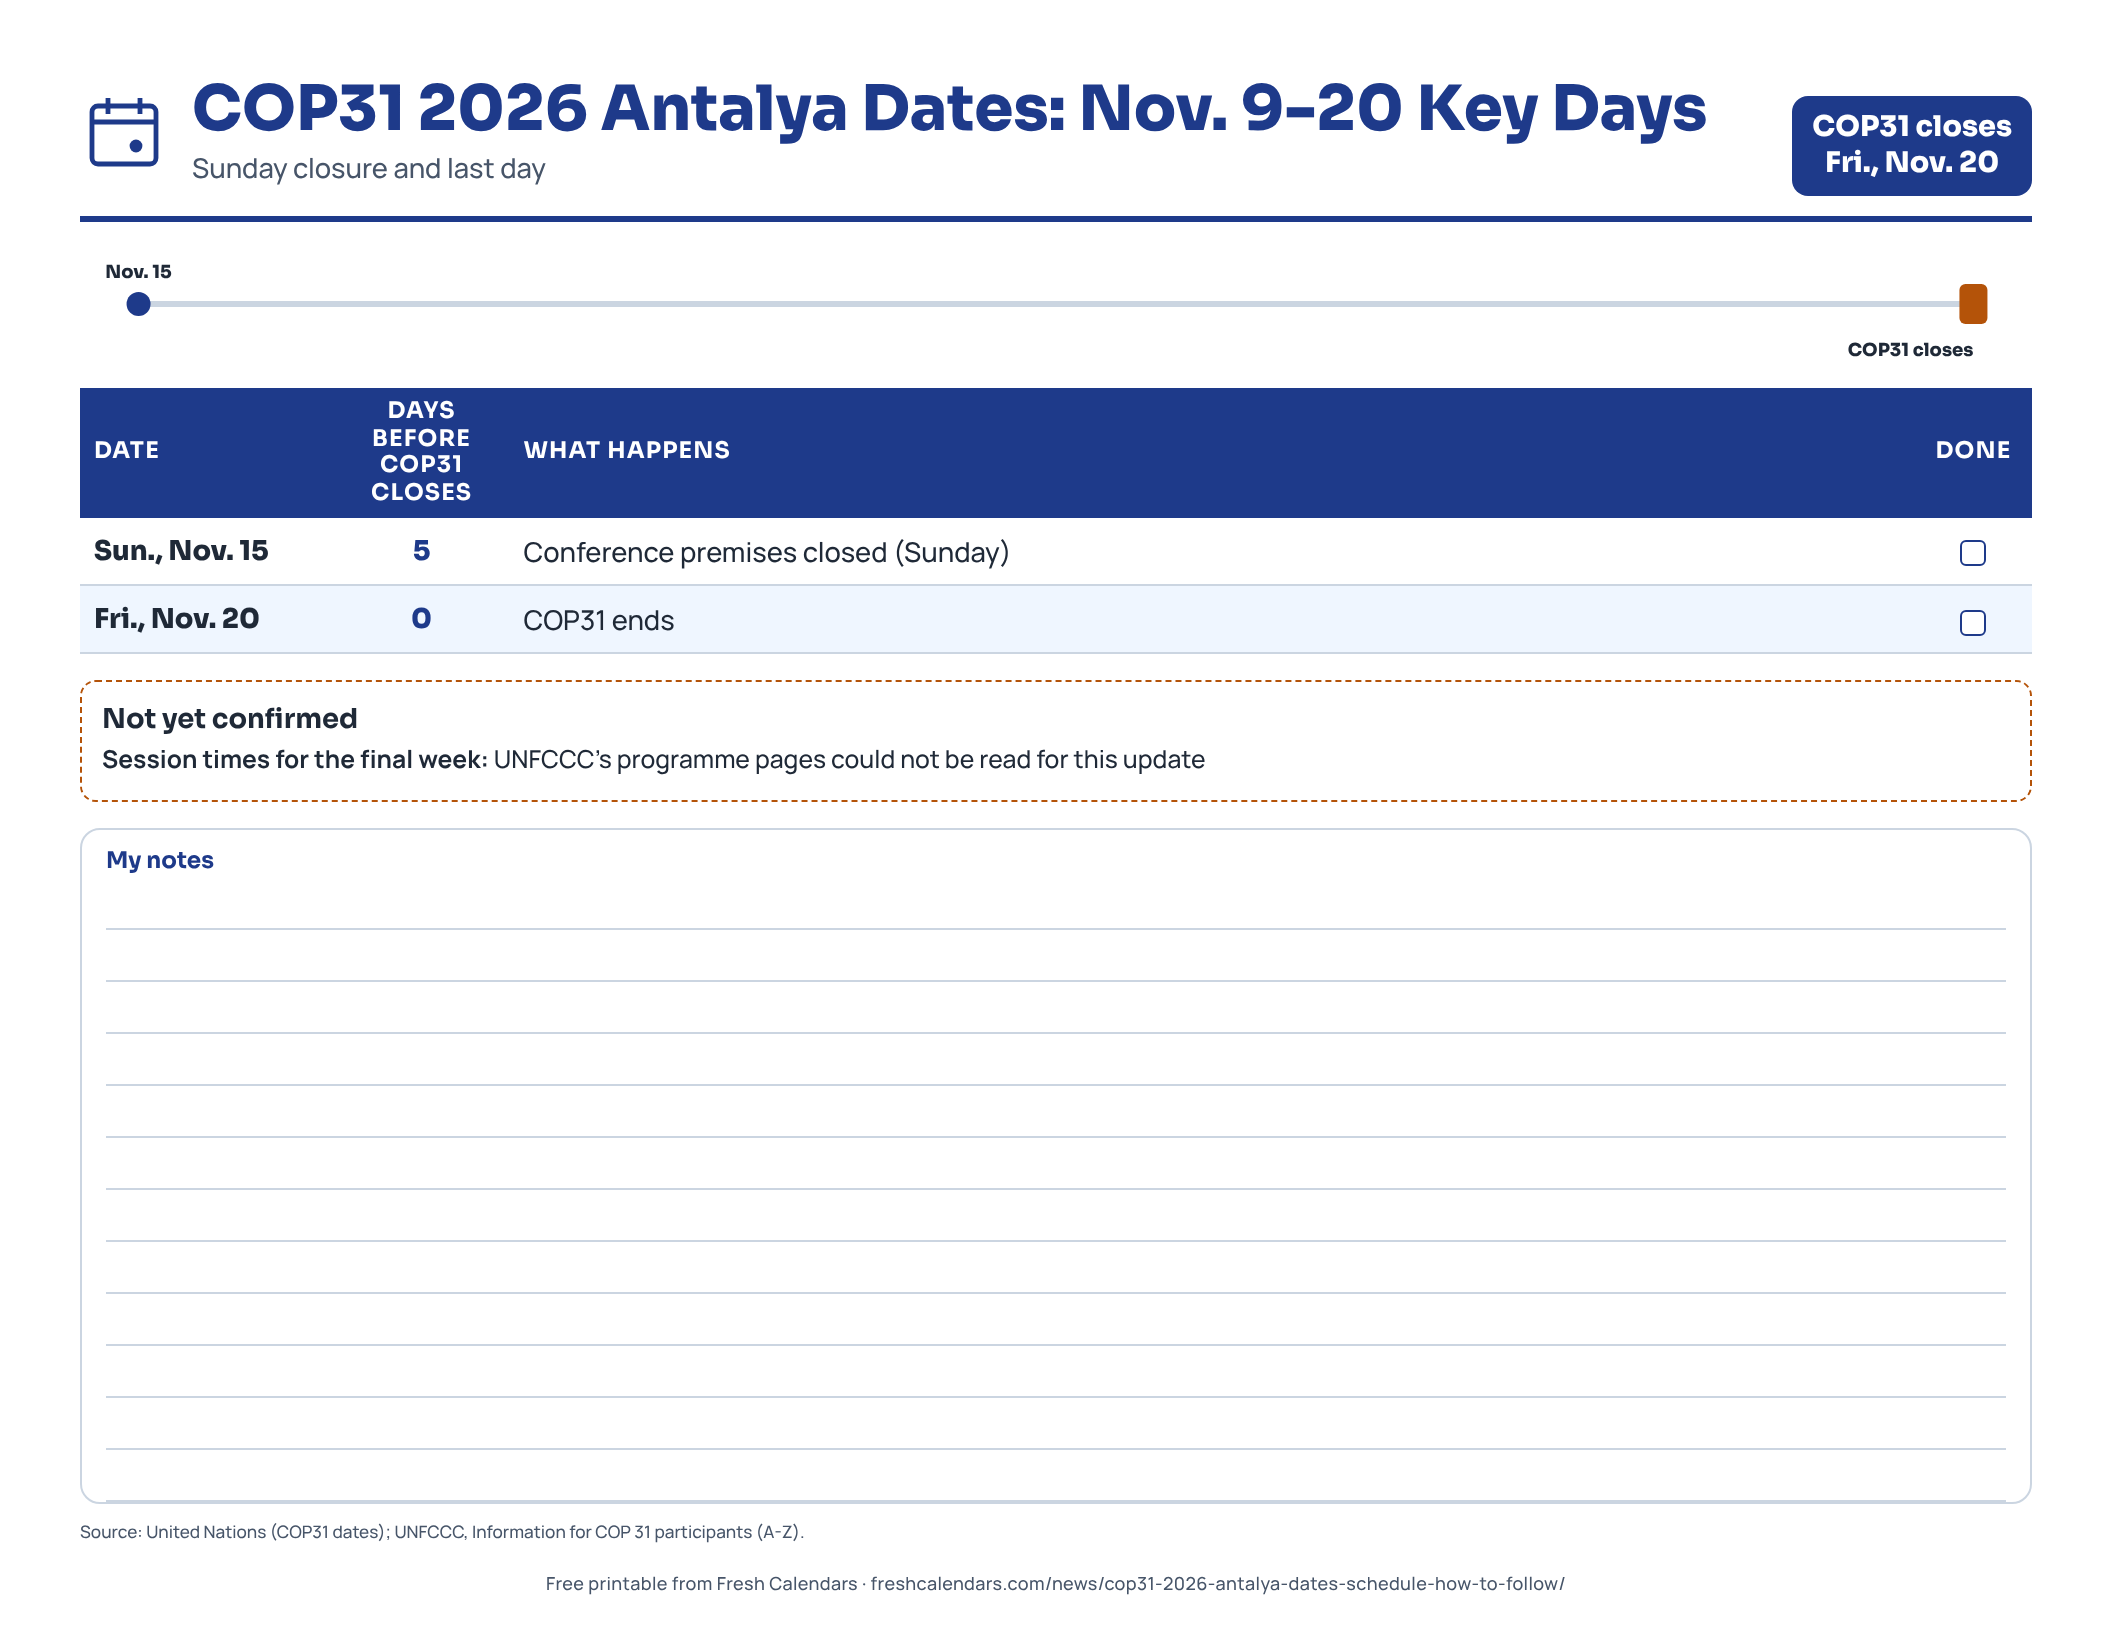 COP31 2026 Antalya Dates: Nov. 9–20 Key Days
Sunday closure and last day
COP31 closes
Fri., Nov. 20
Nov. 15
COP31 closes
DATE
DAYS
BEFORE
COP31
CLOSES
WHAT HAPPENS
DONE
Sun., Nov. 15 5 Conference premises closed (Sunday)
Fri., Nov. 20 0 COP31 ends
Not yet confirmed
Session times for the final week: UNFCCC’s programme pages could not be read for this update
My notes
Source: United Nations (COP31 dates); UNFCCC, Information for COP 31 participants (A-Z).
Free printable from Fresh Calendars · freshcalendars.com/news/cop31-2026-antalya-dates-schedule-how-to-follow/